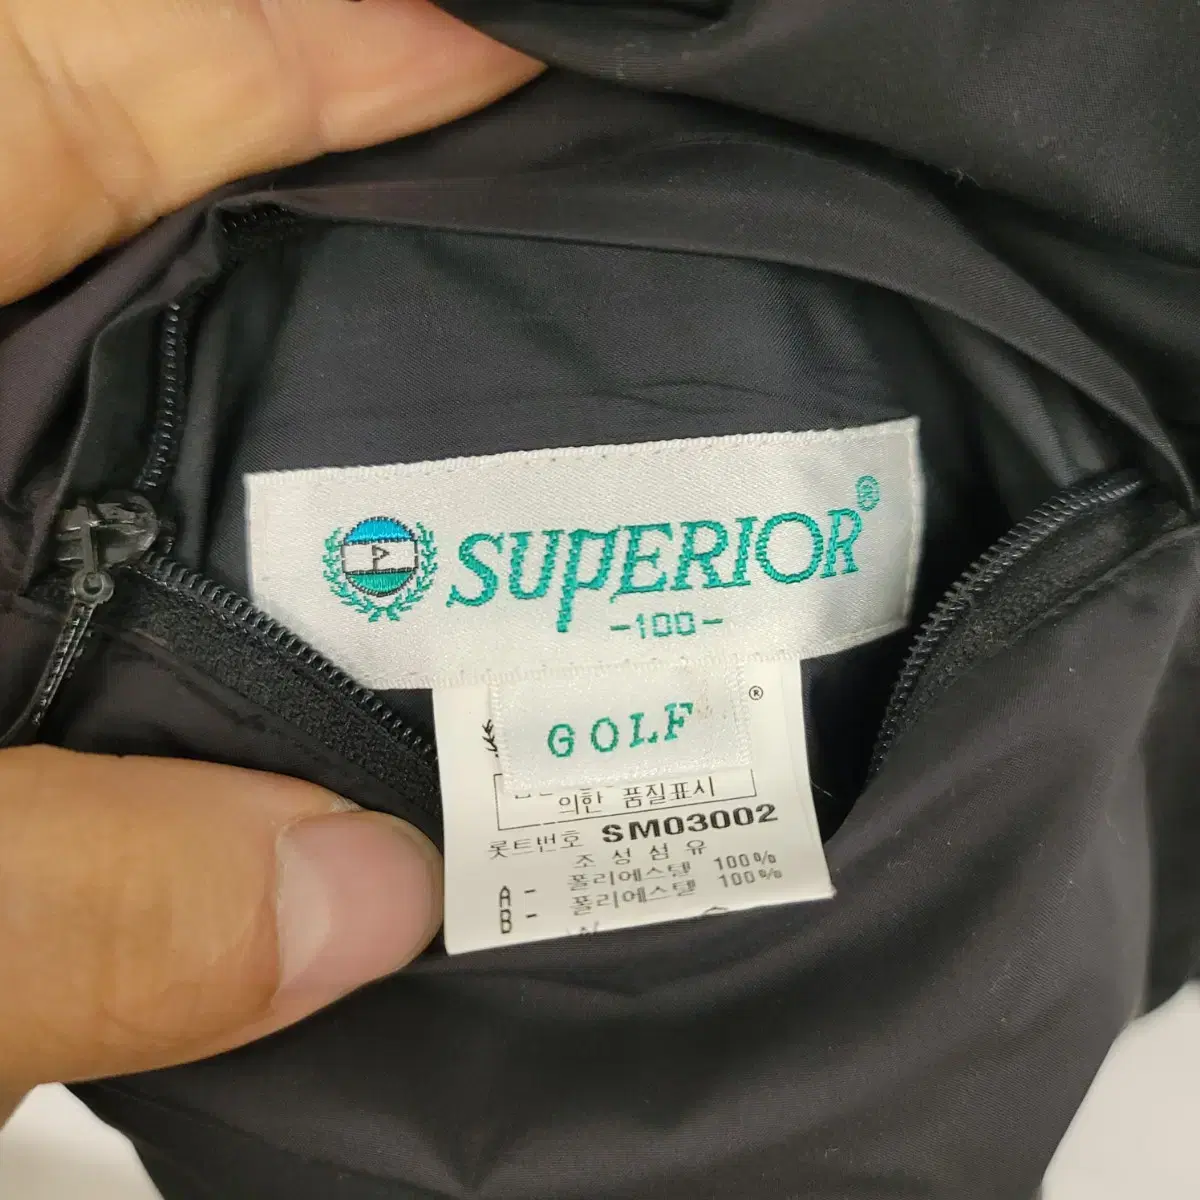 SUPERIOR®
-100-
®
GOLF
의한 품질표시
롯트번호 SM03002
조성섬유
A - 폴리에스텔 100%
B - 폴리에스텔 100%